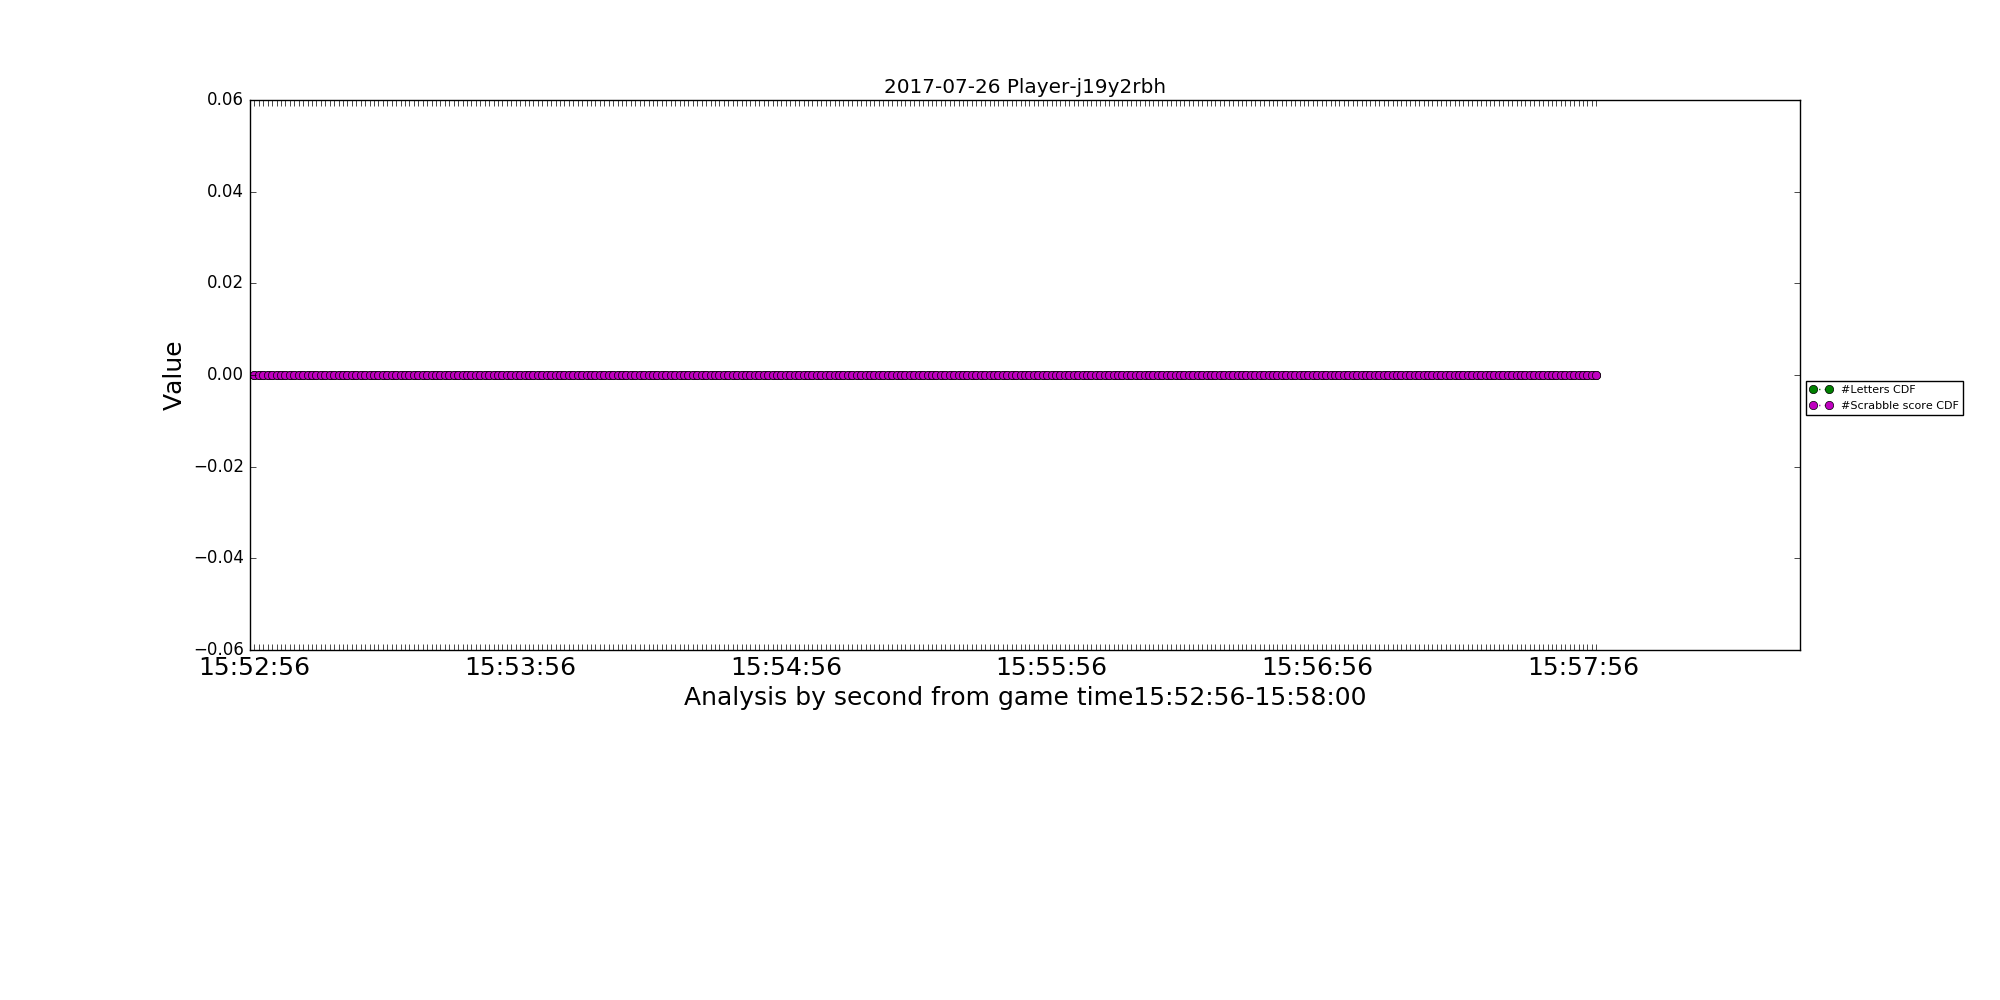 2017-07-26 Player-j19y2rbh
0.06
0.04
0.02
0.00
−0.02
−0.04
−0.06
Value
15:52:56 15:53:56 15:54:56 15:55:56 15:56:56 15:57:56
Analysis by second from game time15:52:56-15:58:00
#Letters CDF
#Scrabble score CDF